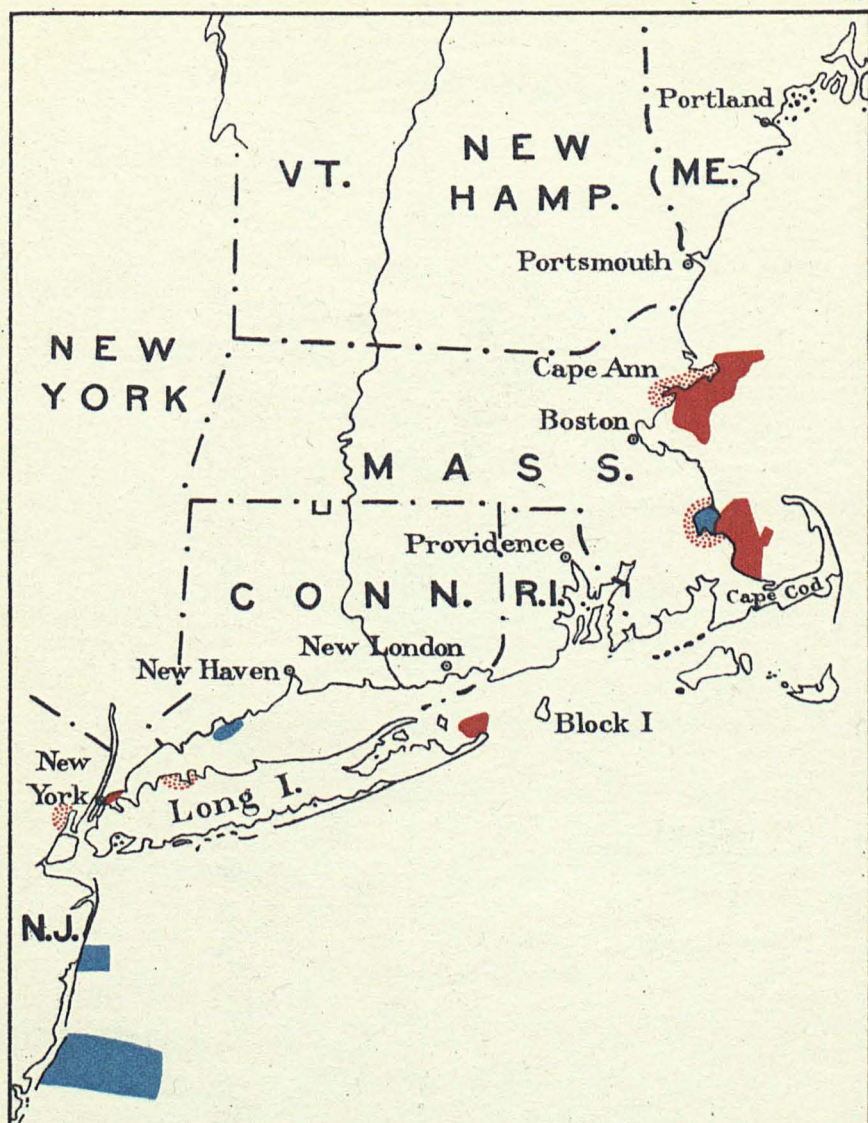 Portland
NEW
HAMP.
VT.
ME.
Portsmouth
NEW
YORK
Cape Ann
Boston
MASS.
Providence
CONN.
R.I.
Cape Cod
New London
New Haven
Block I
New
York
Long I.
N.J.